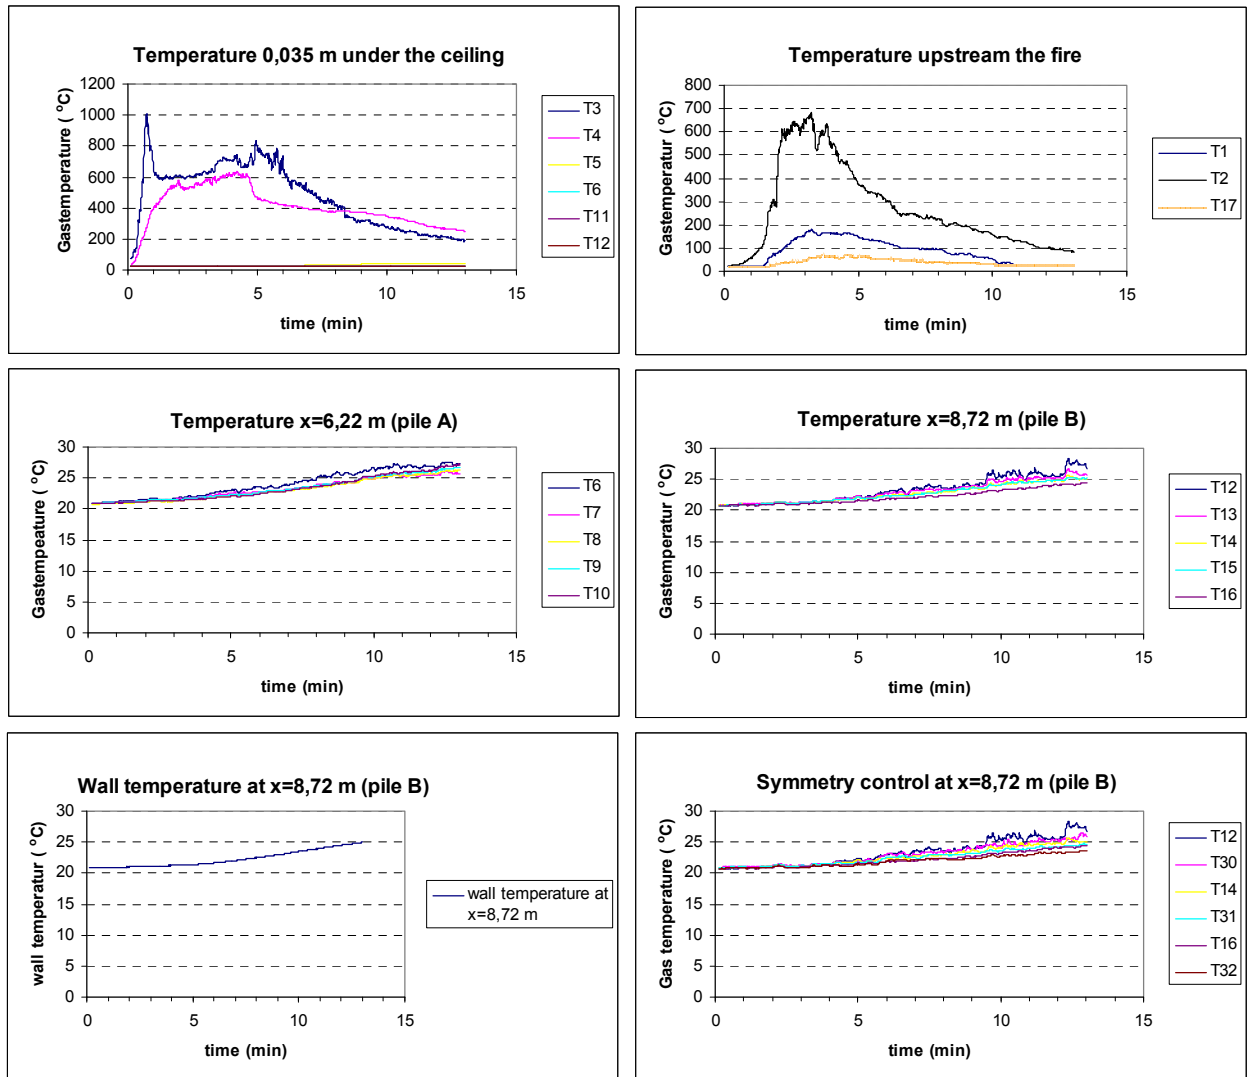 Temperature 0,035 m under the ceiling
Gastemperature ( °C)
1200
1000
800
600
400
200
0
0
5
10
15
time (min)
T3
T4
T5
T6
T11
T12
Temperature upstream the fire
Gastemperatur ( °C)
800
700
600
500
400
300
200
100
0
0
5
10
15
time (min)
T1
T2
T17
Temperature x=6,22 m (pile A)
Gastempeature ( °C)
30
25
20
15
10
5
0
0
5
10
15
time (min)
T6
T7
T8
T9
T10
Temperature x=8,72 m (pile B)
Gastemperatur ( °C)
30
25
20
15
10
5
0
0
5
10
15
time (min)
T12
T13
T14
T15
T16
Wall temperature at x=8,72 m (pile B)
wall temperatur ( °C)
30
25
20
15
10
5
0
0
5
10
15
time (min)
wall temperature at
x=8,72 m
Symmetry control at x=8,72 m (pile B)
Gas temperature ( °C)
30
25
20
15
10
5
0
0
5
10
15
time (min)
T12
T30
T14
T31
T16
T32